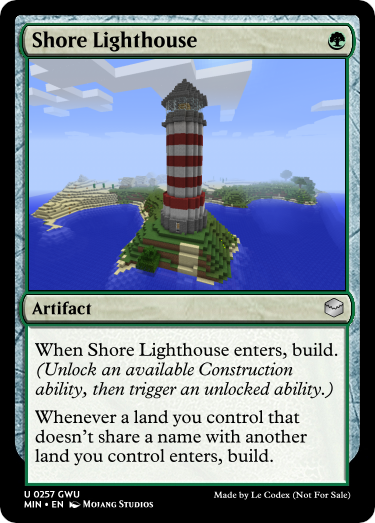 Shore Lighthouse
Artifact
When Shore Lighthouse enters, build.
(Unlock an available Construction
ability, then trigger an unlocked ability.)
Whenever a land you control that
doesn't share a name with another
land you control enters, build.
U 0257 GWU
MIN • EN Mojang Studios
Made by Le Codex (Not For Sale)